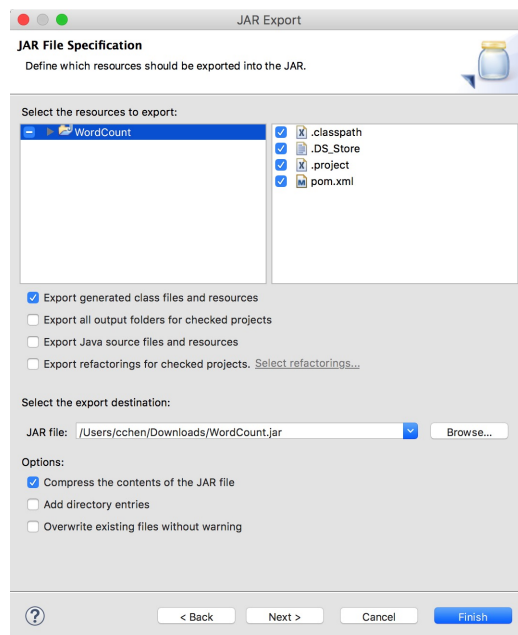 JAR Export
JAR File Specification
Define which resources should be exported into the JAR.
Select the resources to export:
WordCount
.classpath
.DS_Store
.project
pom.xml
Export generated class files and resources
Export all output folders for checked projects
Export Java source files and resources
Export refactorings for checked projects. Select refactorings...
Select the export destination:
JAR file: /Users/cchen/Downloads/WordCount.jar Browse...
Options:
Compress the contents of the JAR file
Add directory entries
Overwrite existing files without warning
? < Back Next > Cancel Finish